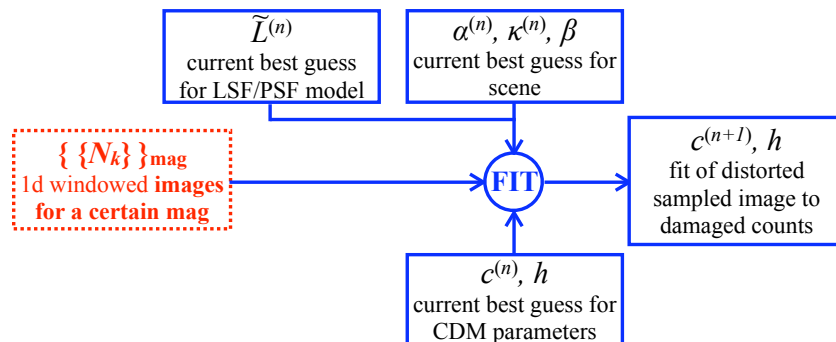 L̃⁽ⁿ⁾
current best guess
for LSF/PSF model
α⁽ⁿ⁾, κ⁽ⁿ⁾, β
current best guess for
scene
{ {Nₖ} }mag
1d windowed images
for a certain mag
FIT
c⁽ⁿ⁺¹⁾, h
fit of distorted
sampled image to
damaged counts
c⁽ⁿ⁾, h
current best guess for
CDM parameters